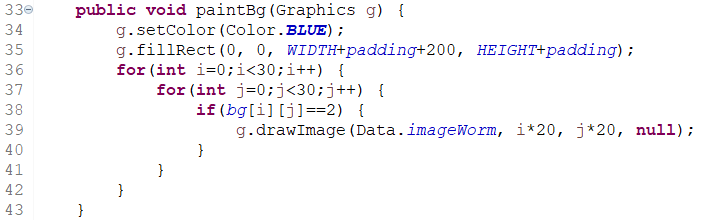 33    public void paintBg(Graphics g) {
34        g.setColor(Color.BLUE);
35        g.fillRect(0, 0, WIDTH+padding+200, HEIGHT+padding);
36        for(int i=0;i<30;i++) {
37            for(int j=0;j<30;j++) {
38                if(bg[i][j]==2) {
39                    g.drawImage(Data.imageWorm, i*20, j*20, null);
40                }
41            }
42        }
43    }